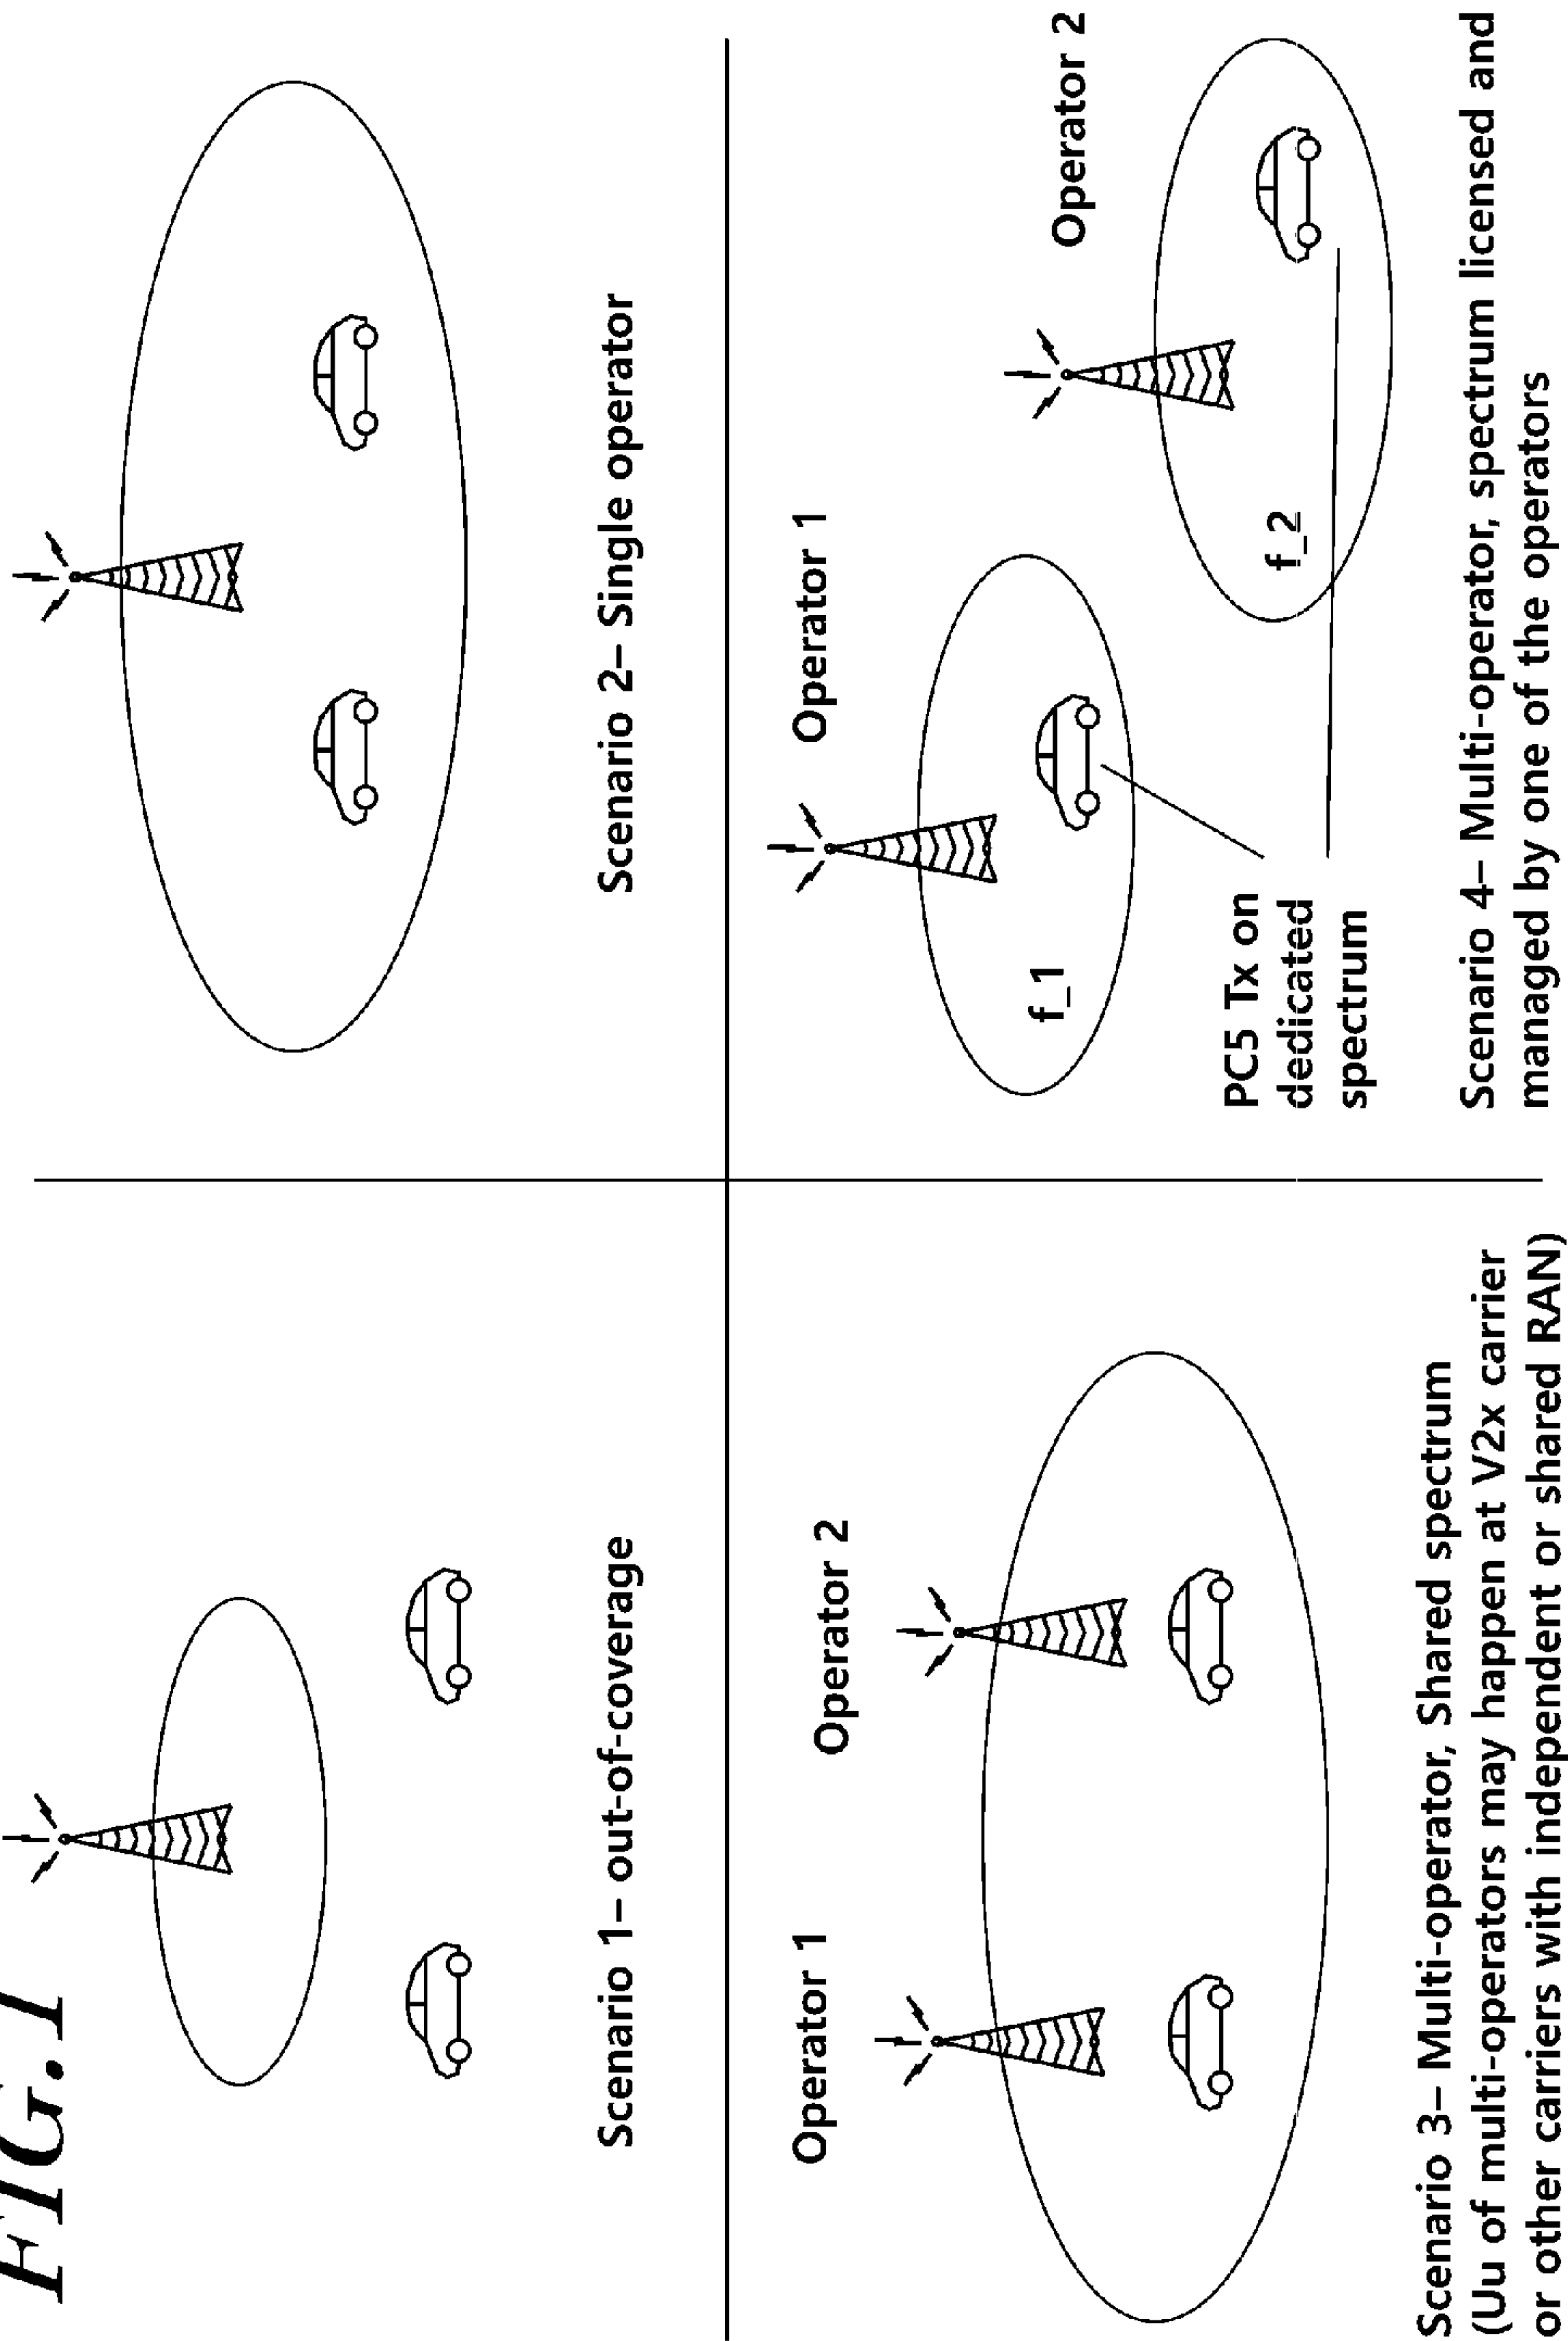 FIG.1
Scenario 1– out-of-coverage
Scenario 2– Single operator
Operator 1
Operator 2
Scenario 3– Multi-operator, Shared spectrum
(Uu of multi-operators may happen at V2x carrier
or other carriers with independent or shared RAN)
Operator 1
Operator 2
f_1
f_2
PC5 Tx on
dedicated
spectrum
Scenario 4– Multi-operator, spectrum licensed and
managed by one of the operators